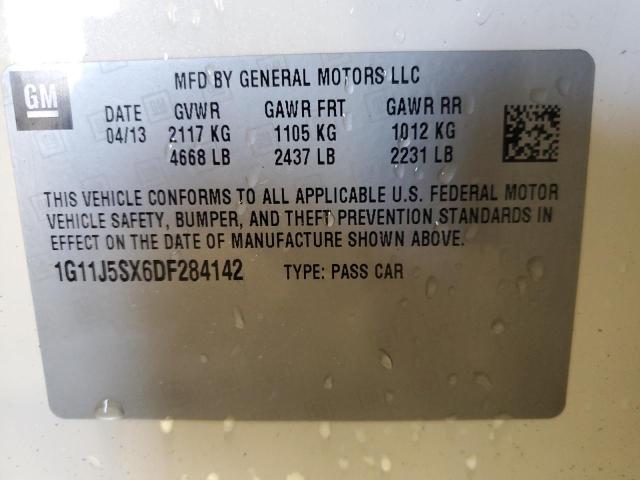 MFD BY GENERAL MOTORS LLC
GM
DATE GVWR GAWR FRT GAWR RR
04/13 2117 KG 1105 KG 1012 KG
4668 LB 2437 LB 2231 LB
THIS VEHICLE CONFORMS TO ALL APPLICABLE U.S. FEDERAL MOTOR
VEHICLE SAFETY, BUMPER, AND THEFT PREVENTION STANDARDS IN
EFFECT ON THE DATE OF MANUFACTURE SHOWN ABOVE.
1G11J5SX6DF284142 TYPE: PASS CAR